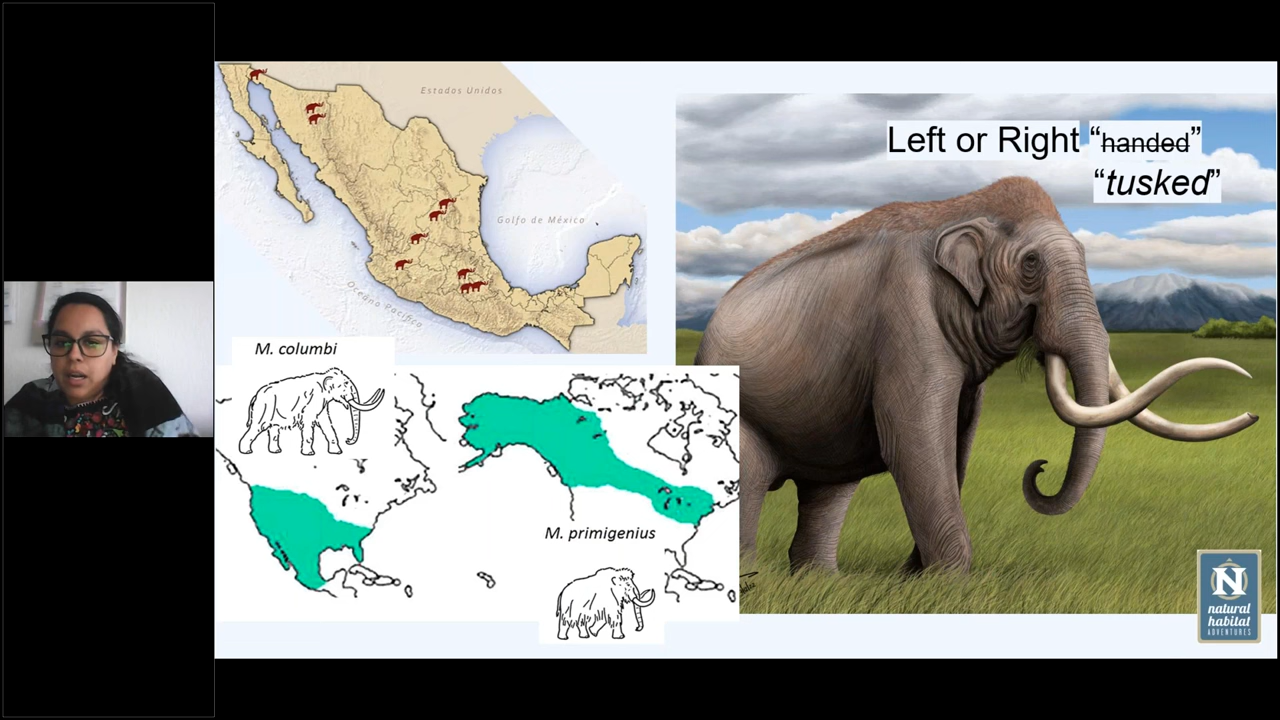 Estados Unidos
Golfo de México
Océano Pacífico
M. columbi
M. primigenius
Left or Right “handed”
“tusked”
N
natural
habitat
ADVENTURES